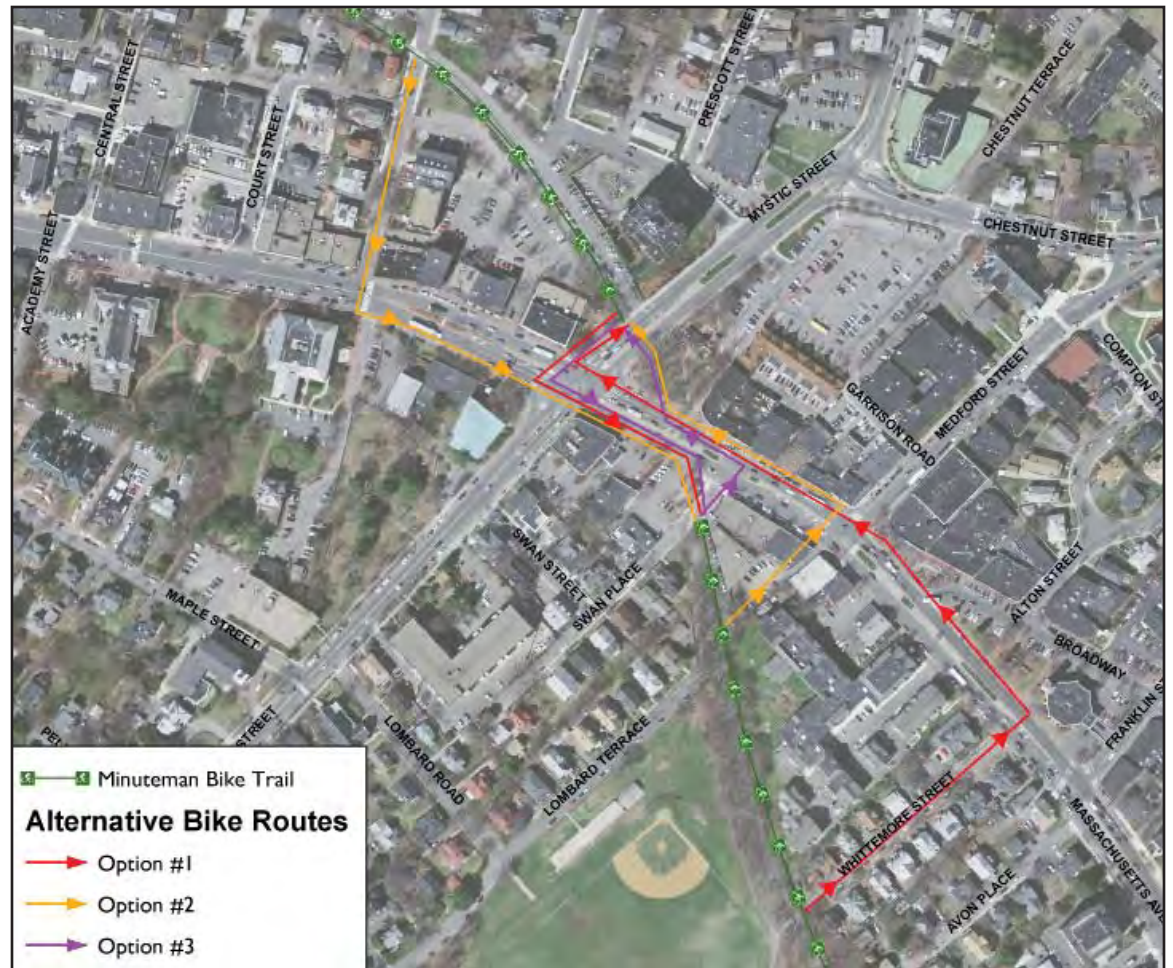 CENTRAL STREET
COURT STREET
ACADEMY STREET
PRESCOTT STREET
MYSTIC STREET
CHESTNUT TERRACE
CHESTNUT STREET
MEDFORD STREET
GARRISON ROAD
COMPTON ST
ALTON STREET
BROADWAY
FRANKLIN S
SWAN STREET
SWAN PLACE
MAPLE STREET
LOMBARD ROAD
LOMBARD TERRACE
WHITTEMORE STREET
MASSACHUSETTS AV
AVON PLACE
STREET
Minuteman Bike Trail
Alternative Bike Routes
Option #1
Option #2
Option #3